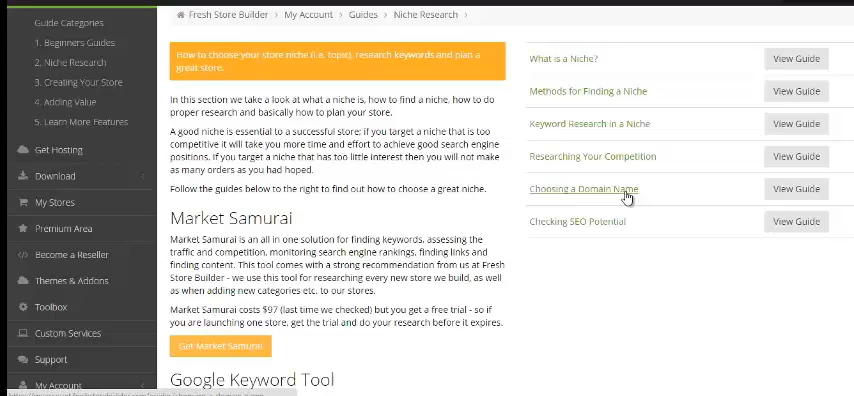 Fresh Store Builder > My Account > Guides > Niche Research >
Guide Categories
1. Beginners Guides
2. Niche Research
3. Creating Your Store
4. Adding Value
5. Learn More Features
Get Hosting
Download
My Stores
Premium Area
Become a Reseller
Themes & Addons
Toolbox
Custom Services
Support
My Account
How to choose your store niche (i.e. topic), research keywords and plan a
great store.
In this section we take a look at what a niche is, how to find a niche, how to do
proper research and basically how to plan your store.
A good niche is essential to a successful store; if you target a niche that is too
competitive it will take you more time and effort to achieve good search engine
positions. If you target a niche that has too little interest then you will not make
as many orders as you had hoped.
Follow the guides below to the right to find out how to choose a great niche.
Market Samurai
Market Samurai is an all in one solution for finding keywords, assessing the
traffic and competition, monitoring search engine rankings, finding links and
finding content. This tool comes with a strong recommendation from us at Fresh
Store Builder - we use this tool for researching every new store we build, as well
as when adding new categories etc. to our stores.
Market Samurai costs $97 (last time we checked) but you get a free trial - so if
you are launching one store, get the trial and do your research before it expires.
Get Market Samurai
Google Keyword Tool
What is a Niche? View Guide
Methods for Finding a Niche View Guide
Keyword Research in a Niche View Guide
Researching Your Competition View Guide
Choosing a Domain Name View Guide
Checking SEO Potential View Guide